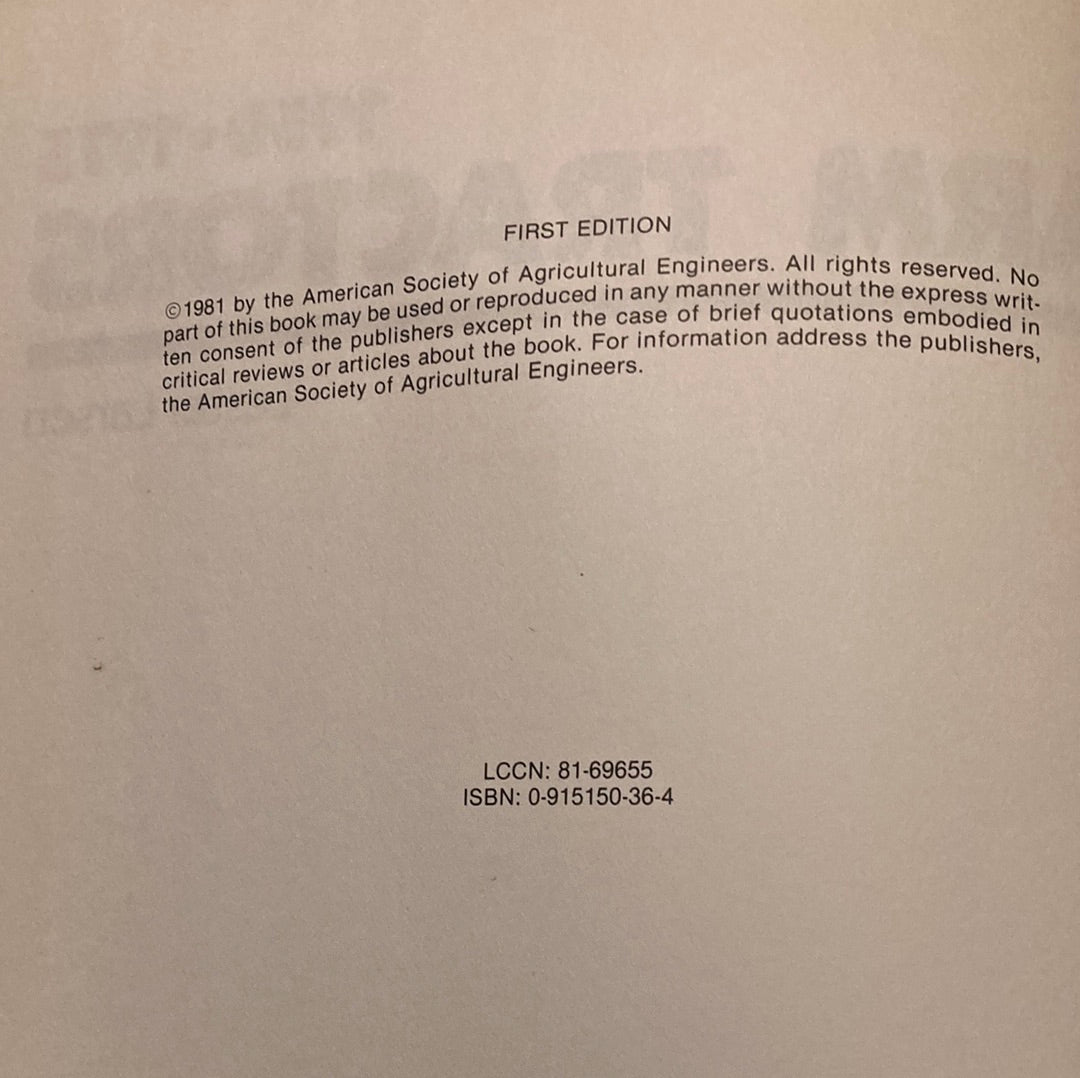 FIRST EDITION
©1981 by the American Society of Agricultural Engineers. All rights reserved. No
part of this book may be used or reproduced in any manner without the express writ-
ten consent of the publishers except in the case of brief quotations embodied in
critical reviews or articles about the book. For information address the publishers,
the American Society of Agricultural Engineers.
LCCN: 81-69655
ISBN: 0-915150-36-4